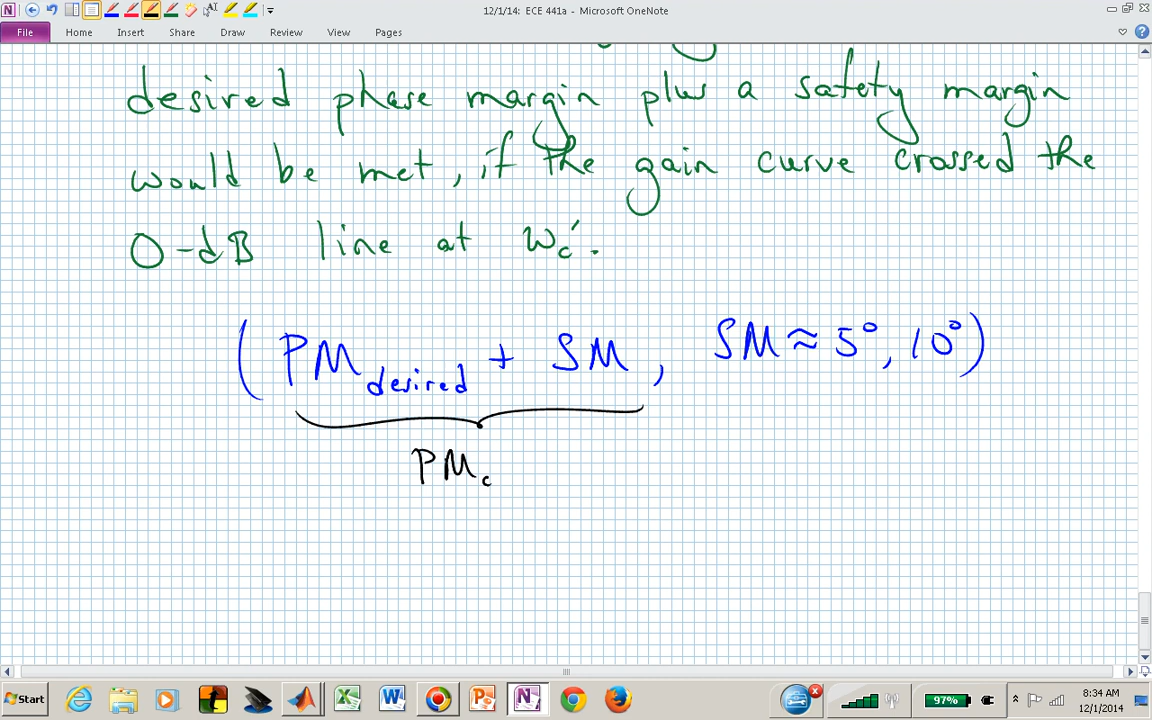 12/1/14: ECE 441a - Microsoft OneNote
File Home Insert Share Draw Review View Pages
desired phase margin plus a safety margin
would be met, if the gain curve crossed the
0-dB line at ωc'.
(PM desired + SM, SM ≈ 5°, 10°)
PMc
Start
97%
8:34 AM
12/1/2014